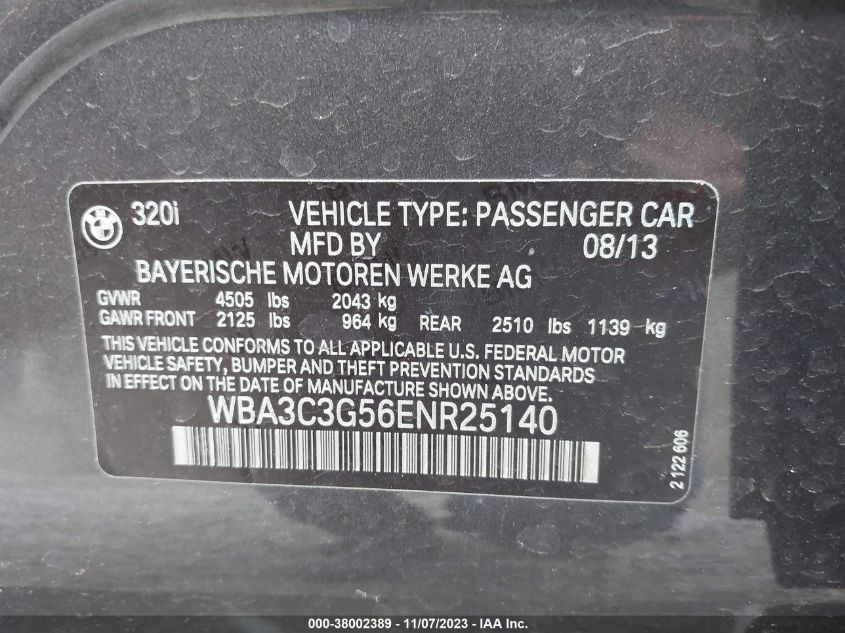 320i VEHICLE TYPE: PASSENGER CAR
MFD BY 08/13
BAYERISCHE MOTOREN WERKE AG
GVWR 4505 lbs 2043 kg
GAWR FRONT 2125 lbs 964 kg REAR 2510 lbs 1139 kg
THIS VEHICLE CONFORMS TO ALL APPLICABLE U.S. FEDERAL MOTOR
VEHICLE SAFETY, BUMPER AND THEFT PREVENTION STANDARDS
IN EFFECT ON THE DATE OF MANUFACTURE SHOWN ABOVE.
WBA3C3G56ENR25140
2 122 606
000-38002389 - 11/07/2023 - IAA Inc.